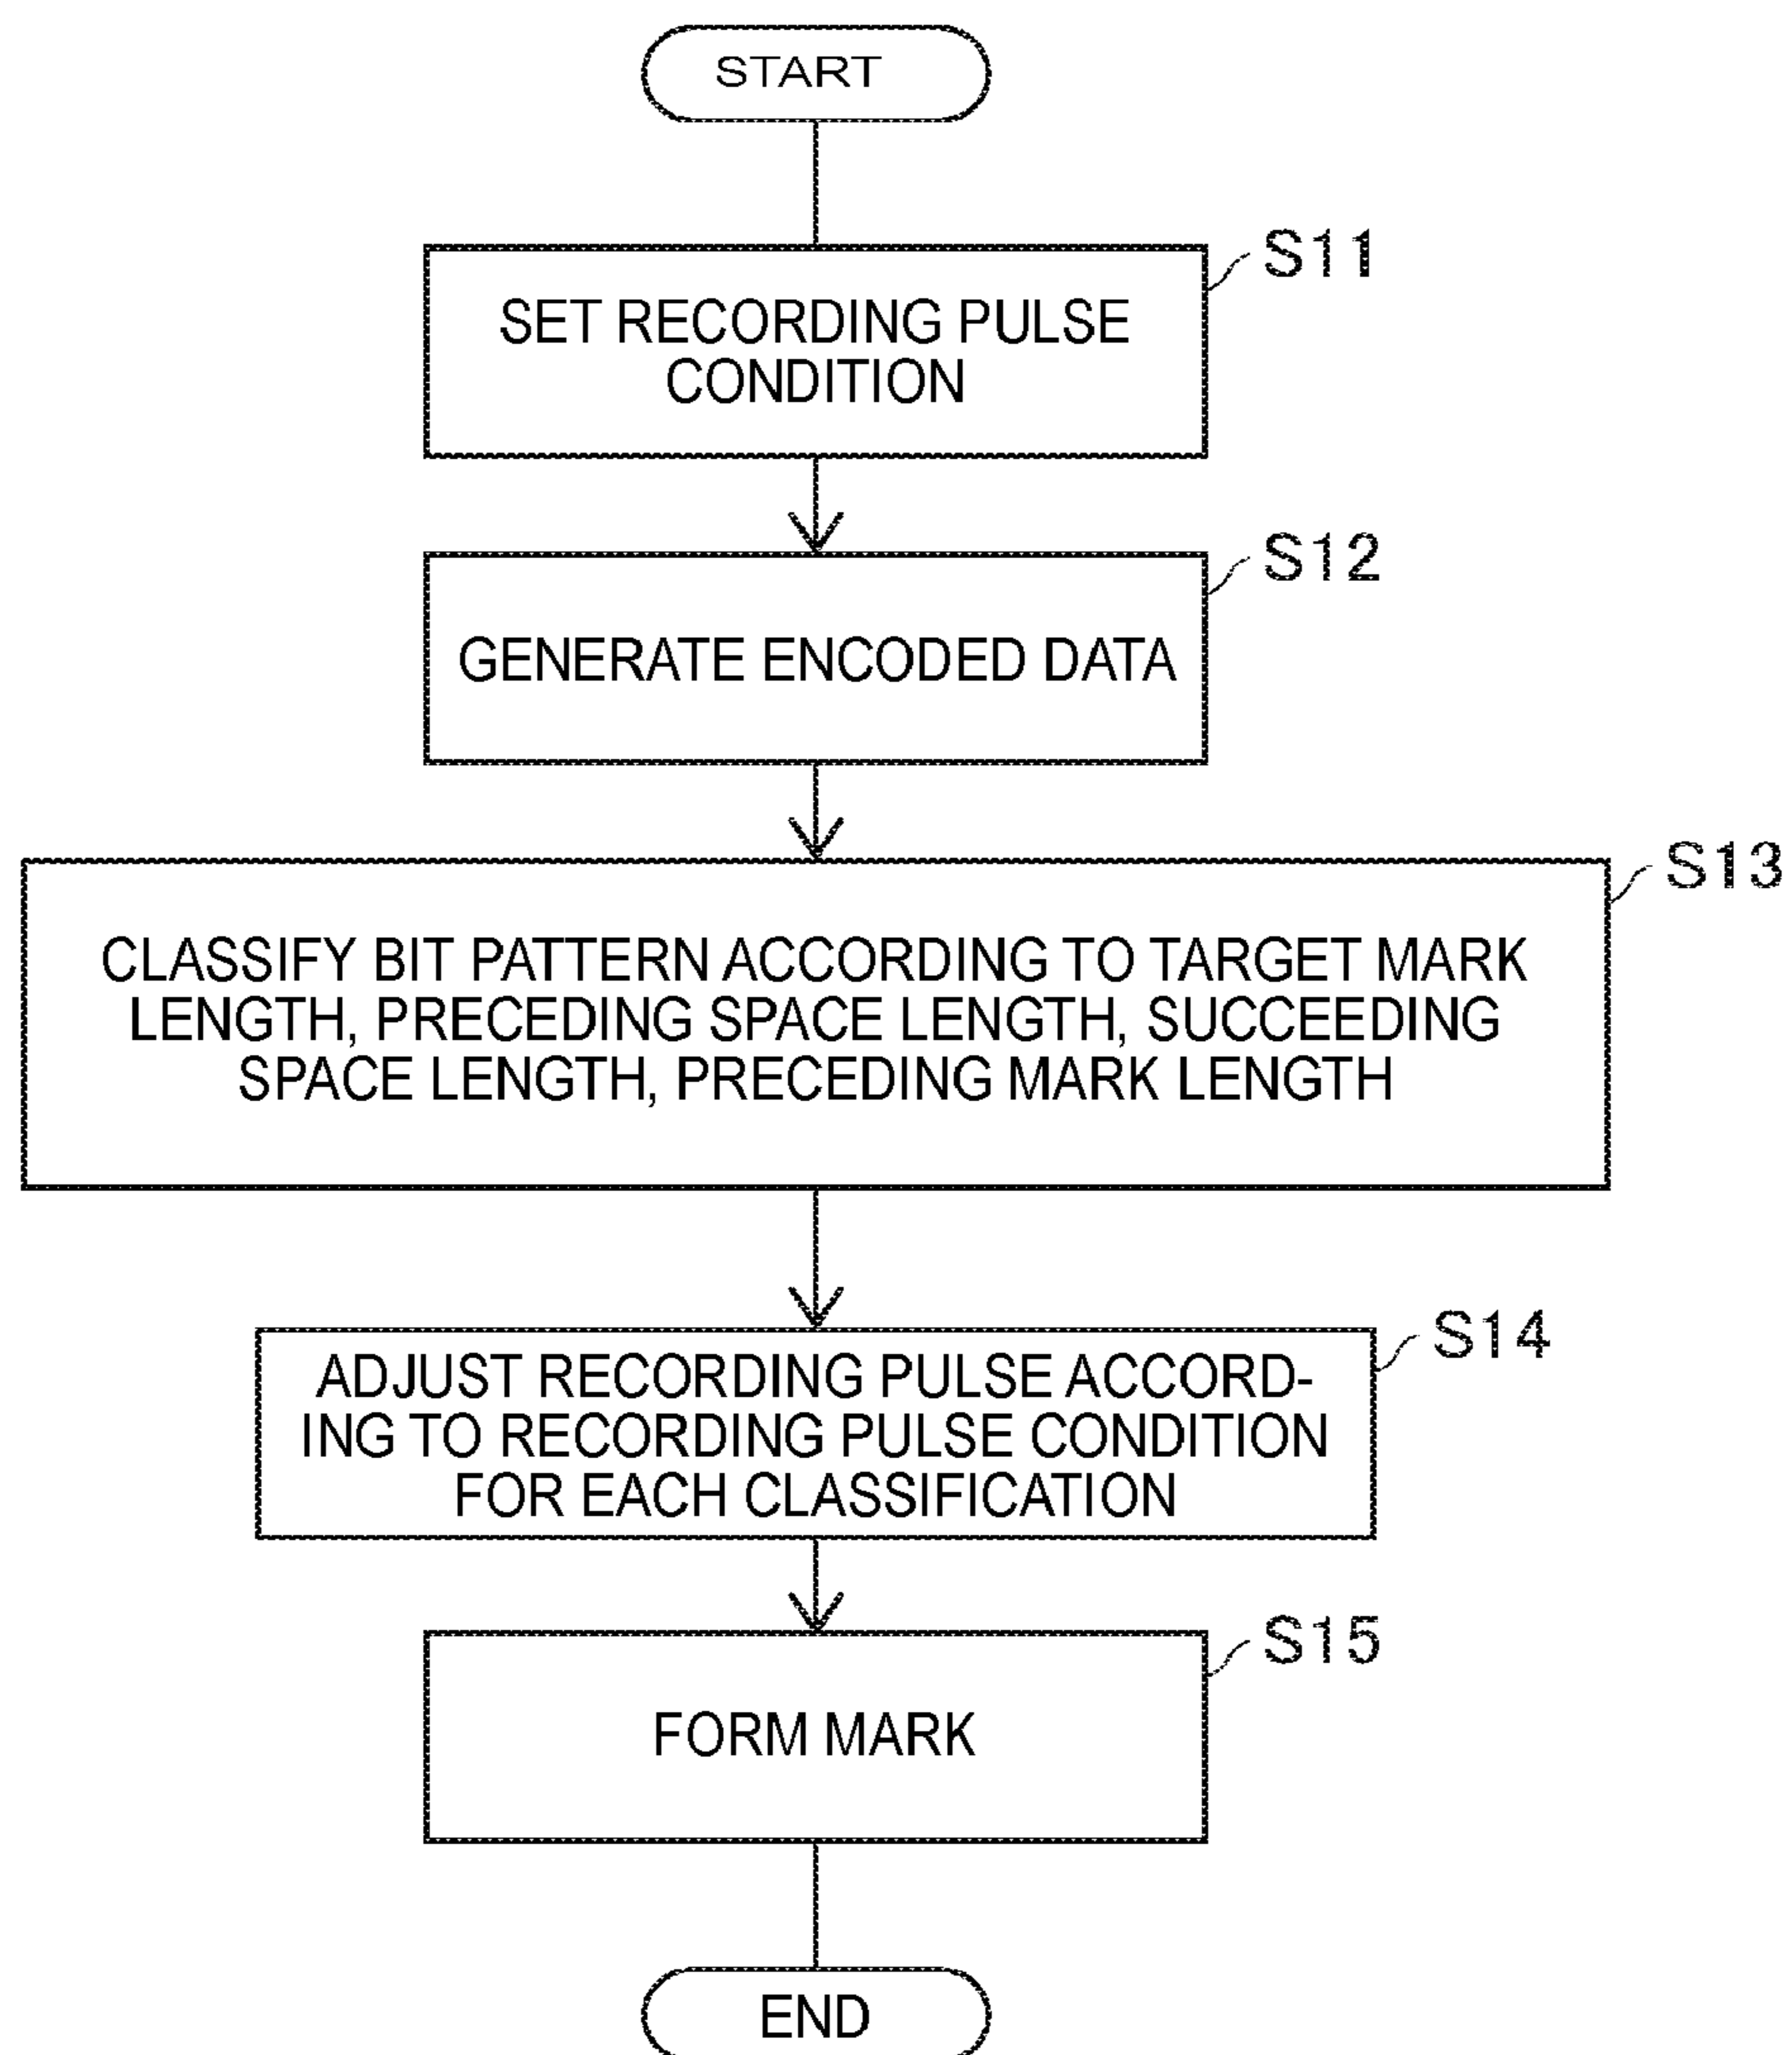 START
S11
SET RECORDING PULSE
CONDITION
S12
GENERATE ENCODED DATA
S13
CLASSIFY BIT PATTERN ACCORDING TO TARGET MARK
LENGTH, PRECEDING SPACE LENGTH, SUCCEEDING
SPACE LENGTH, PRECEDING MARK LENGTH
S14
ADJUST RECORDING PULSE ACCORD-
ING TO RECORDING PULSE CONDITION
FOR EACH CLASSIFICATION
S15
FORM MARK
END